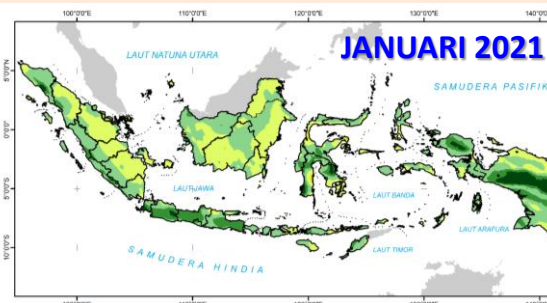 100°0'0"E 110°0'0"E 120°0'0"E 130°0'0"E 140°0'0"
JANUARI 2021
LAUT NATUNA UTARA
SAMUDERA PASIFIK
5°0'0"N
0°0'0"
LAUT JAWA
LAUT BANDA
5°0'0"S
LAUT ARAFURA
LAUT TIMOR
SAMUDERA HINDIA
10°0'0"S